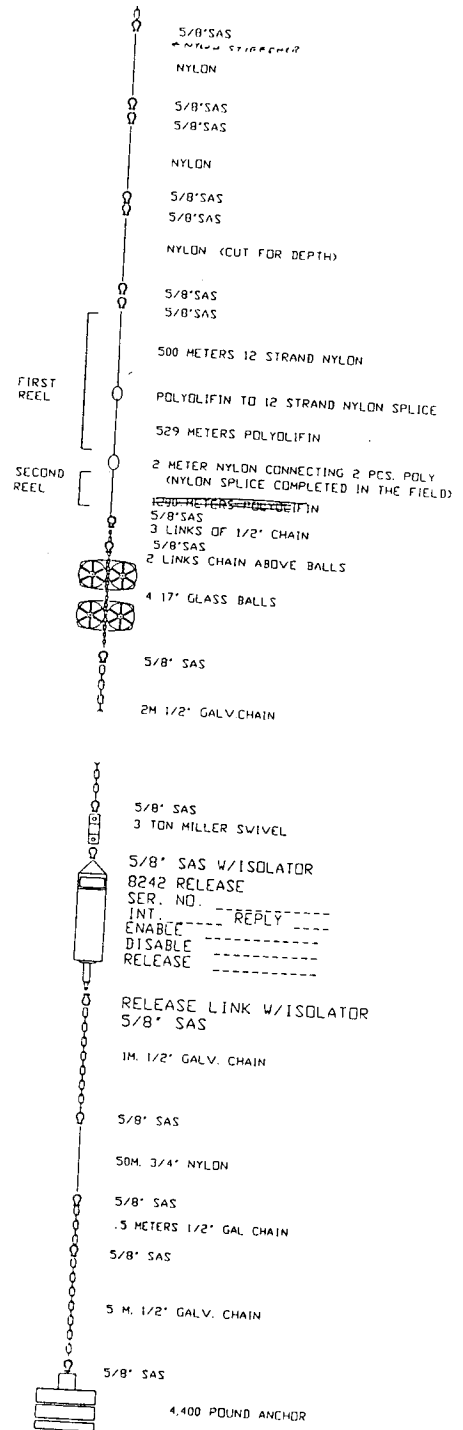 5/8"SAS
+ NYLON STIFFENER
NYLON
5/8"SAS
5/8"SAS
NYLON
5/8"SAS
5/8"SAS
NYLON (CUT FOR DEPTH)
5/8"SAS
5/8"SAS
500 METERS 12 STRAND NYLON
FIRST
REEL
POLYOLIFIN TO 12 STRAND NYLON SPLICE
529 METERS POLYOLIFIN
SECOND
REEL
2 METER NYLON CONNECTING 2 PCS. POLY
(NYLON SPLICE COMPLETED IN THE FIELD)
METERS POLYOLIFIN
5/8"SAS
3 LINKS OF 1/2" CHAIN
5/8"SAS
2 LINKS CHAIN ABOVE BALLS
4 17" GLASS BALLS
5/8" SAS
2M 1/2" GALV.CHAIN
5/8" SAS
3 TON MILLER SWIVEL
5/8" SAS W/ISOLATOR
8242 RELEASE
SER. NO.
INT. REPLY
ENABLE
DISABLE
RELEASE
RELEASE LINK W/ISOLATOR
5/8" SAS
1M. 1/2" GALV. CHAIN
5/8" SAS
50M. 3/4" NYLON
5/8" SAS
.5 METERS 1/2" GAL CHAIN
5/8" SAS
5 M. 1/2" GALV. CHAIN
5/8" SAS
4,400 POUND ANCHOR